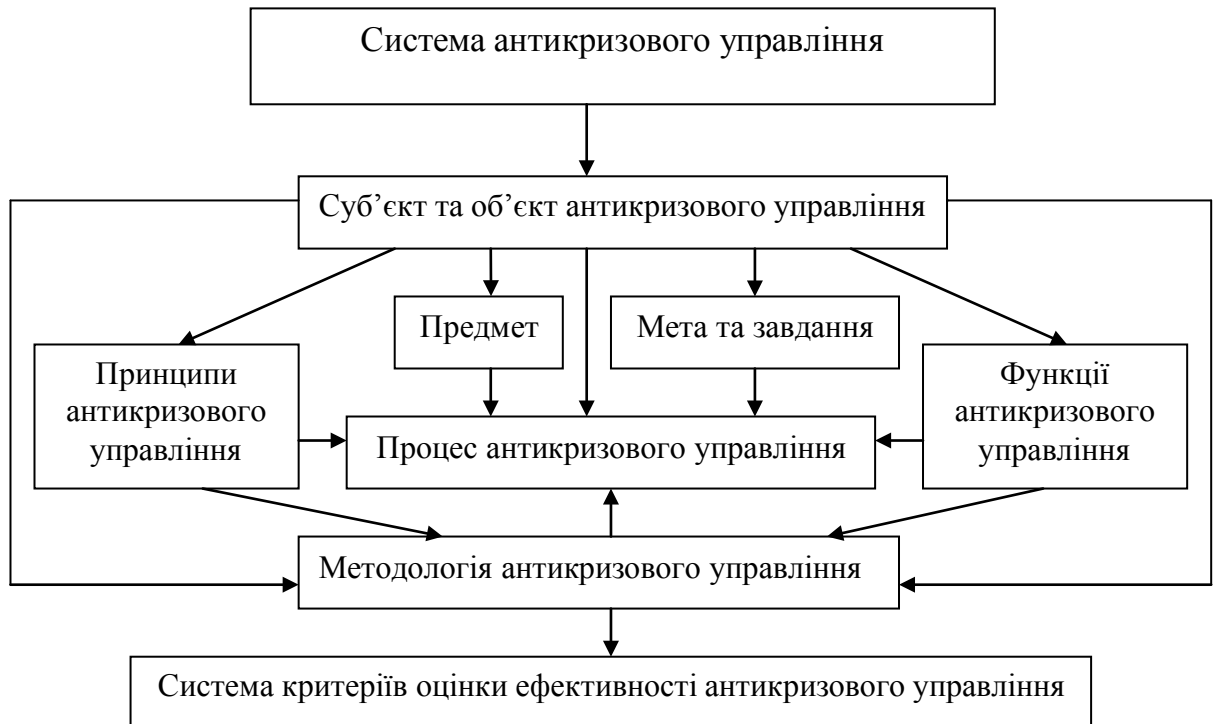 Система антикризового управління
Суб’єкт та об’єкт антикризового управління
Предмет
Мета та завдання
Принципи
антикризового
управління
Функції
антикризового
управління
Процес антикризового управління
Методологія антикризового управління
Система критеріїв оцінки ефективності антикризового управління